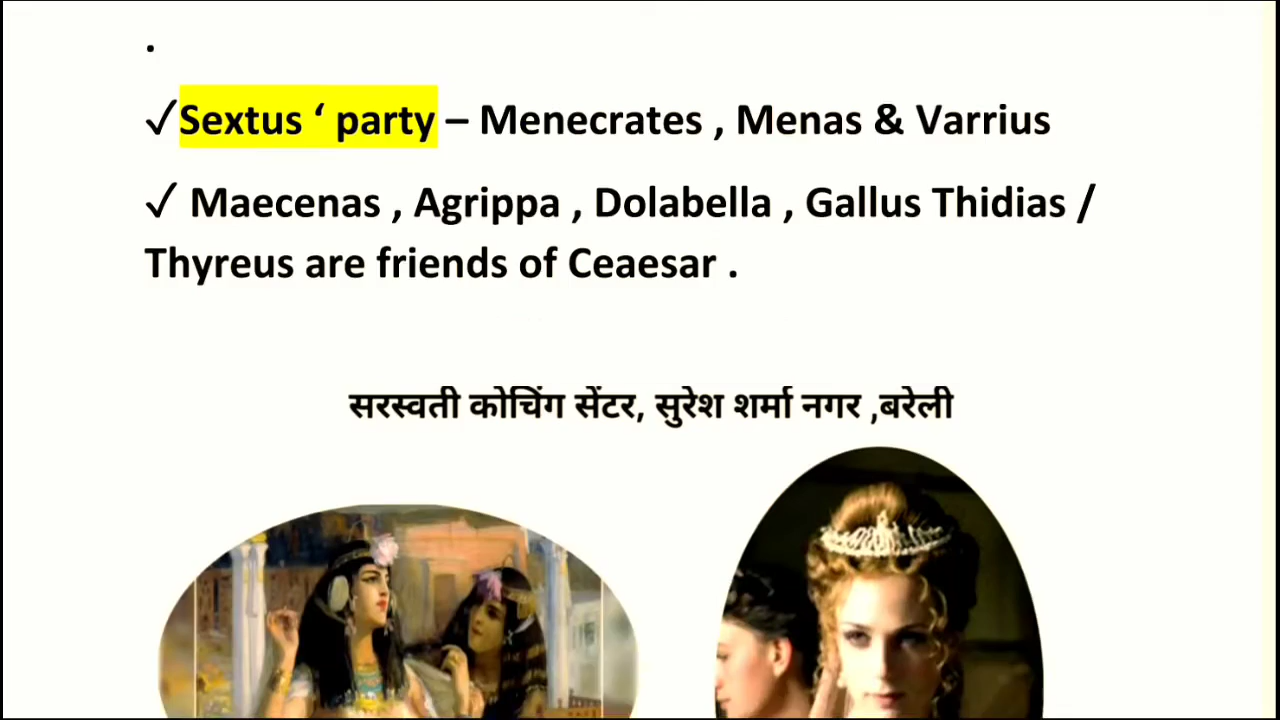 .
✓Sextus ‘ party – Menecrates , Menas & Varrius
✓ Maecenas , Agrippa , Dolabella , Gallus Thidias /
Thyreus are friends of Ceaesar .
सरस्वती कोचिंग सेंटर, सुरेश शर्मा नगर ,बरेली